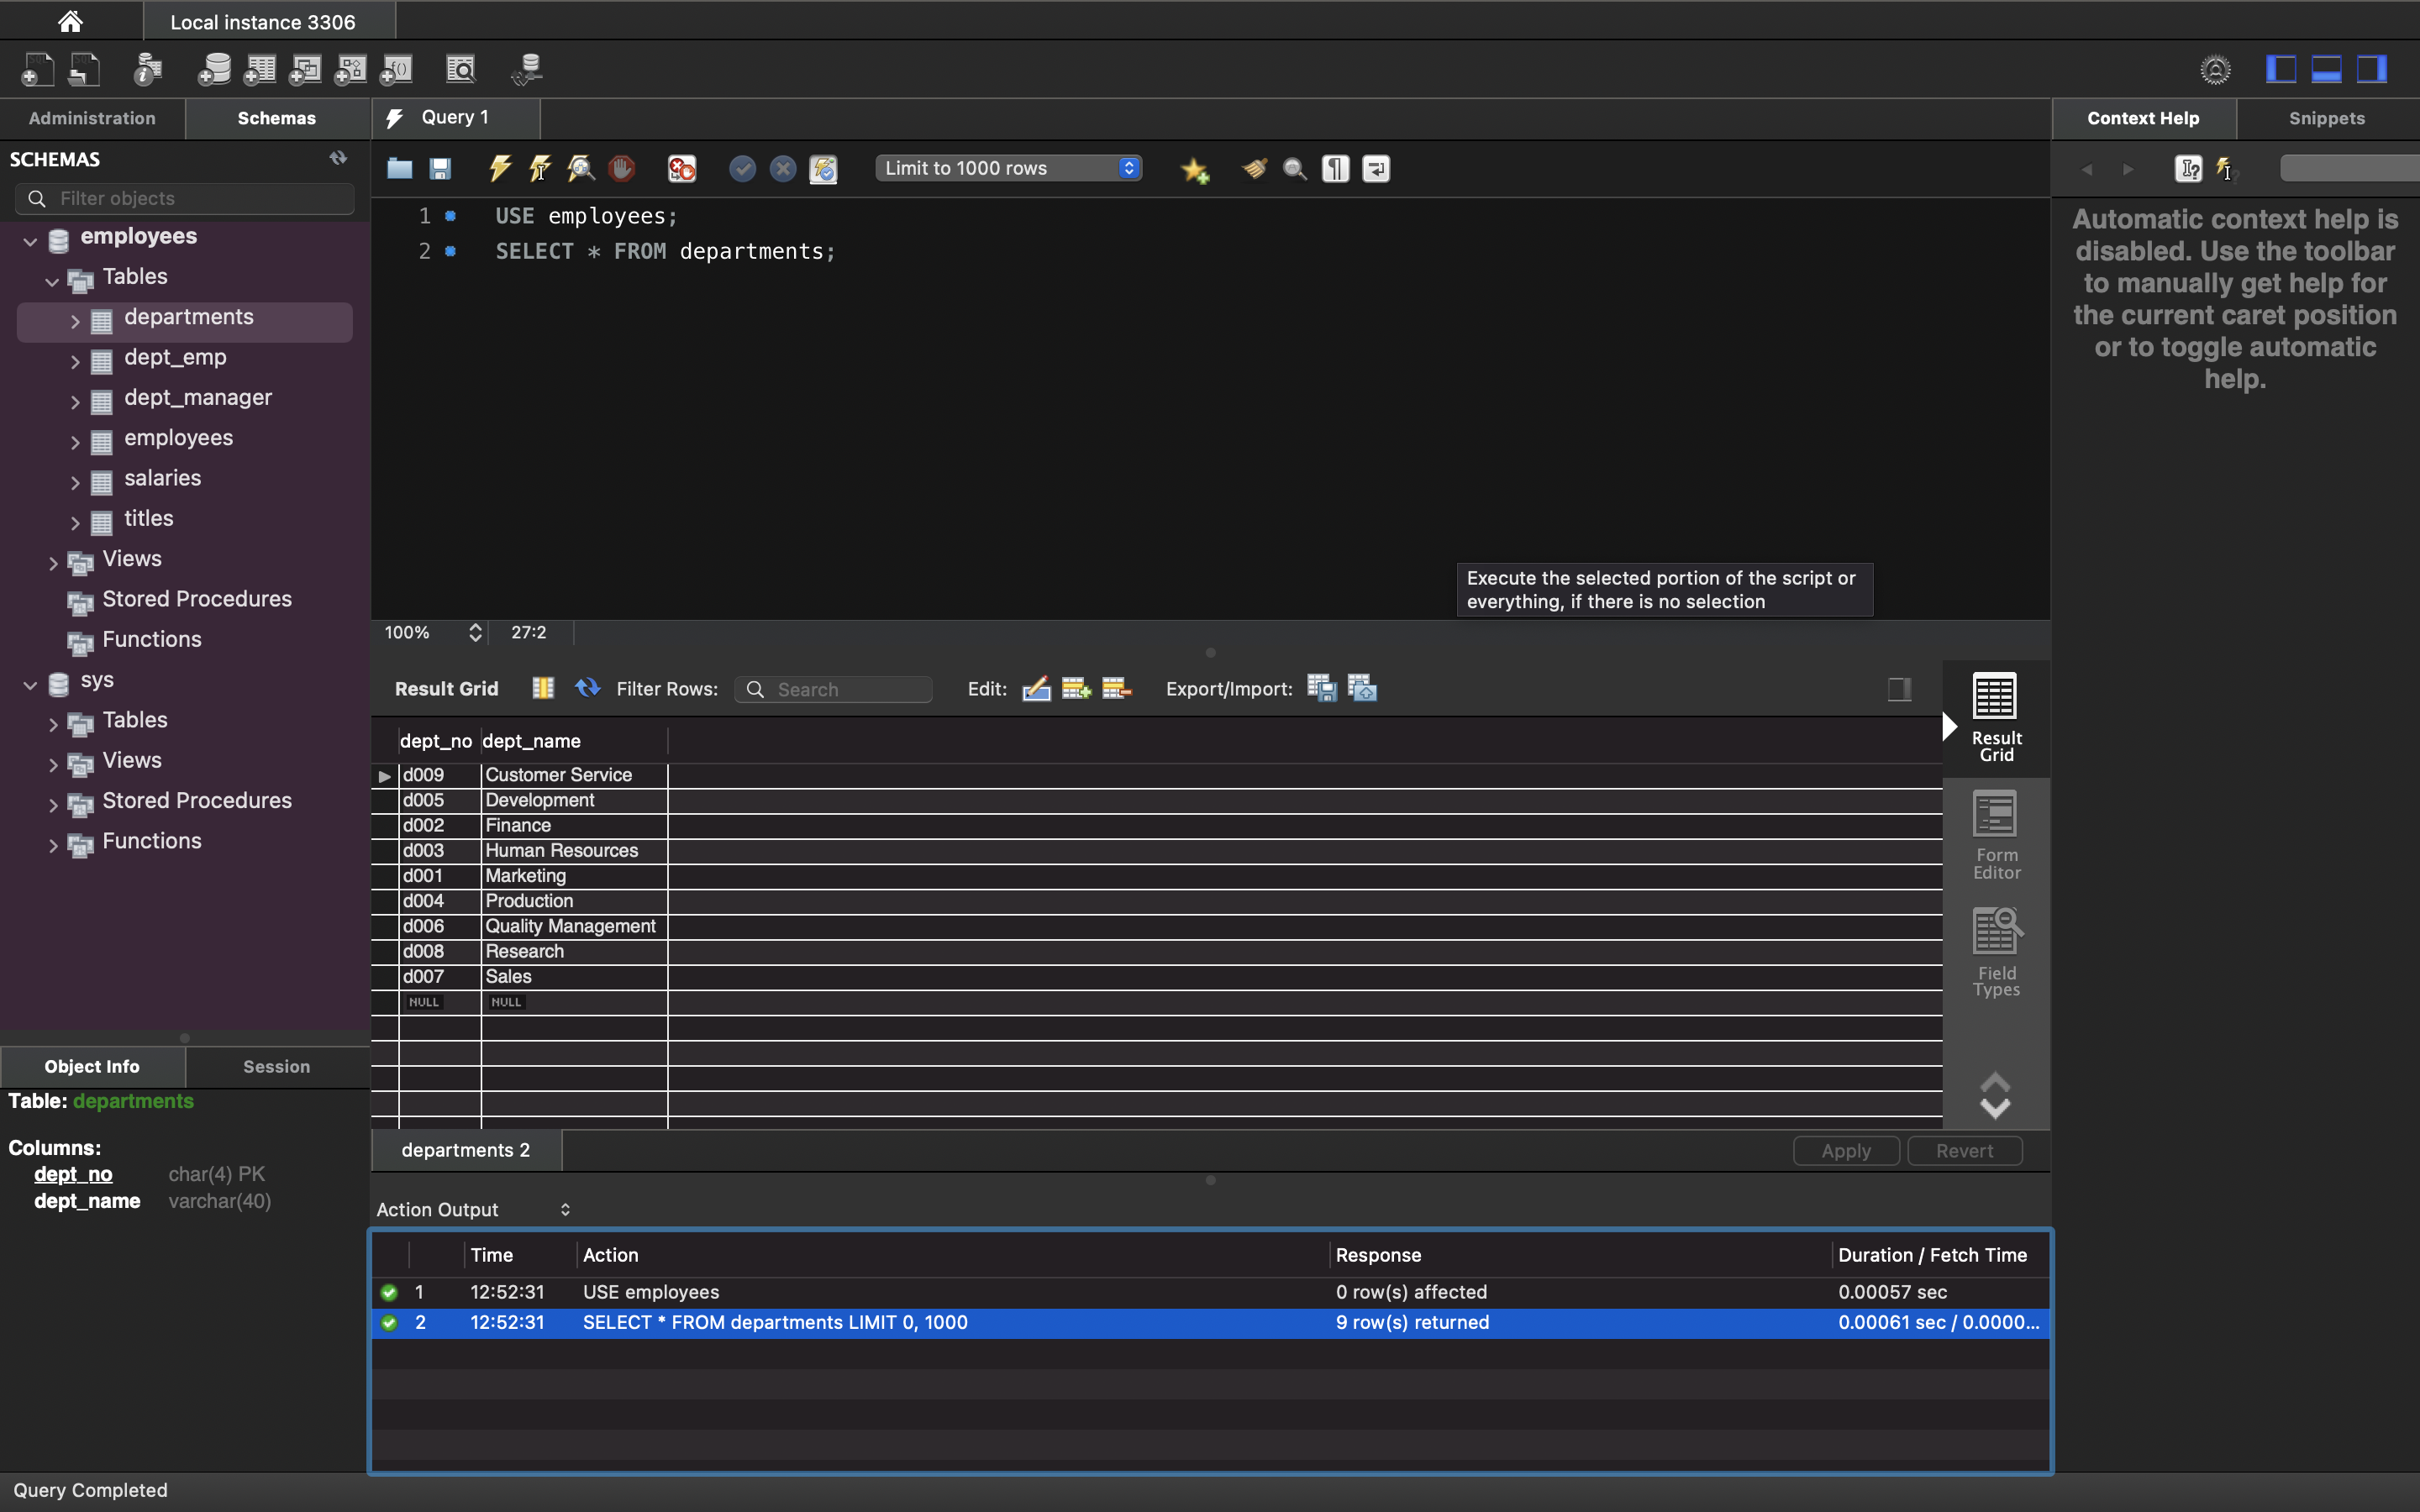 Local instance 3306
Administration
Schemas
Query 1
Context Help
Snippets
SCHEMAS
Filter objects
Limit to 1000 rows
employees
Tables
departments
dept_emp
dept_manager
employees
salaries
titles
Views
Stored Procedures
Functions
sys
Tables
Views
Stored Procedures
Functions
1 USE employees;
2 SELECT * FROM departments;
Automatic context help is
disabled. Use the toolbar
to manually get help for
the current caret position
or to toggle automatic
help.
Execute the selected portion of the script or
everything, if there is no selection
100% 27:2
Result Grid Filter Rows: Search Edit: Export/Import:
dept_no dept_name
d009 Customer Service
d005 Development
d002 Finance
d003 Human Resources
d001 Marketing
d004 Production
d006 Quality Management
d008 Research
d007 Sales
NULL NULL
Result
Grid
Form
Editor
Field
Types
Object Info
Session
Table: departments
Columns:
dept_no char(4) PK
dept_name varchar(40)
departments 2
Apply
Revert
Action Output
Time Action Response Duration / Fetch Time
1 12:52:31 USE employees 0 row(s) affected 0.00057 sec
2 12:52:31 SELECT * FROM departments LIMIT 0, 1000 9 row(s) returned 0.00061 sec / 0.0000...
Query Completed